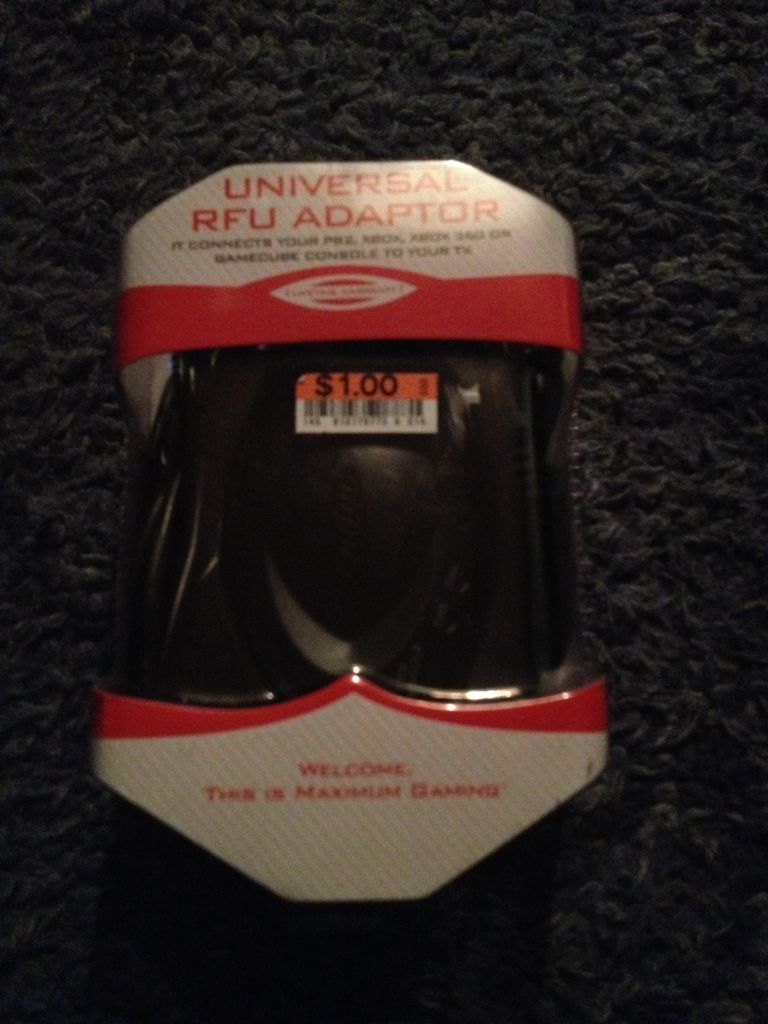 UNIVERSAL
RFU ADAPTOR
IT CONNECTS YOUR PS2, XBOX, XBOX 360 OR
GAMECUBE CONSOLE TO YOUR TV.
$1.00
WELCOME,
THIS IS MAXIMUM GAMING